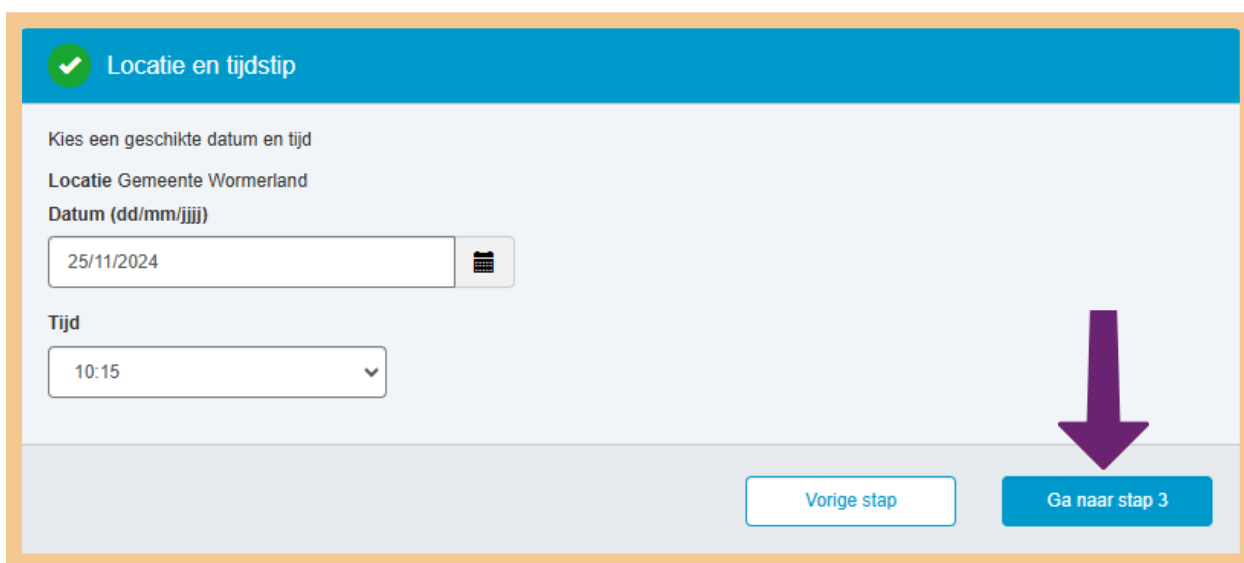 Locatie en tijdstip
Kies een geschikte datum en tijd
Locatie Gemeente Wormerland
Datum (dd/mm/jjjj)
25/11/2024
Tijd
10:15
Vorige stap
Ga naar stap 3